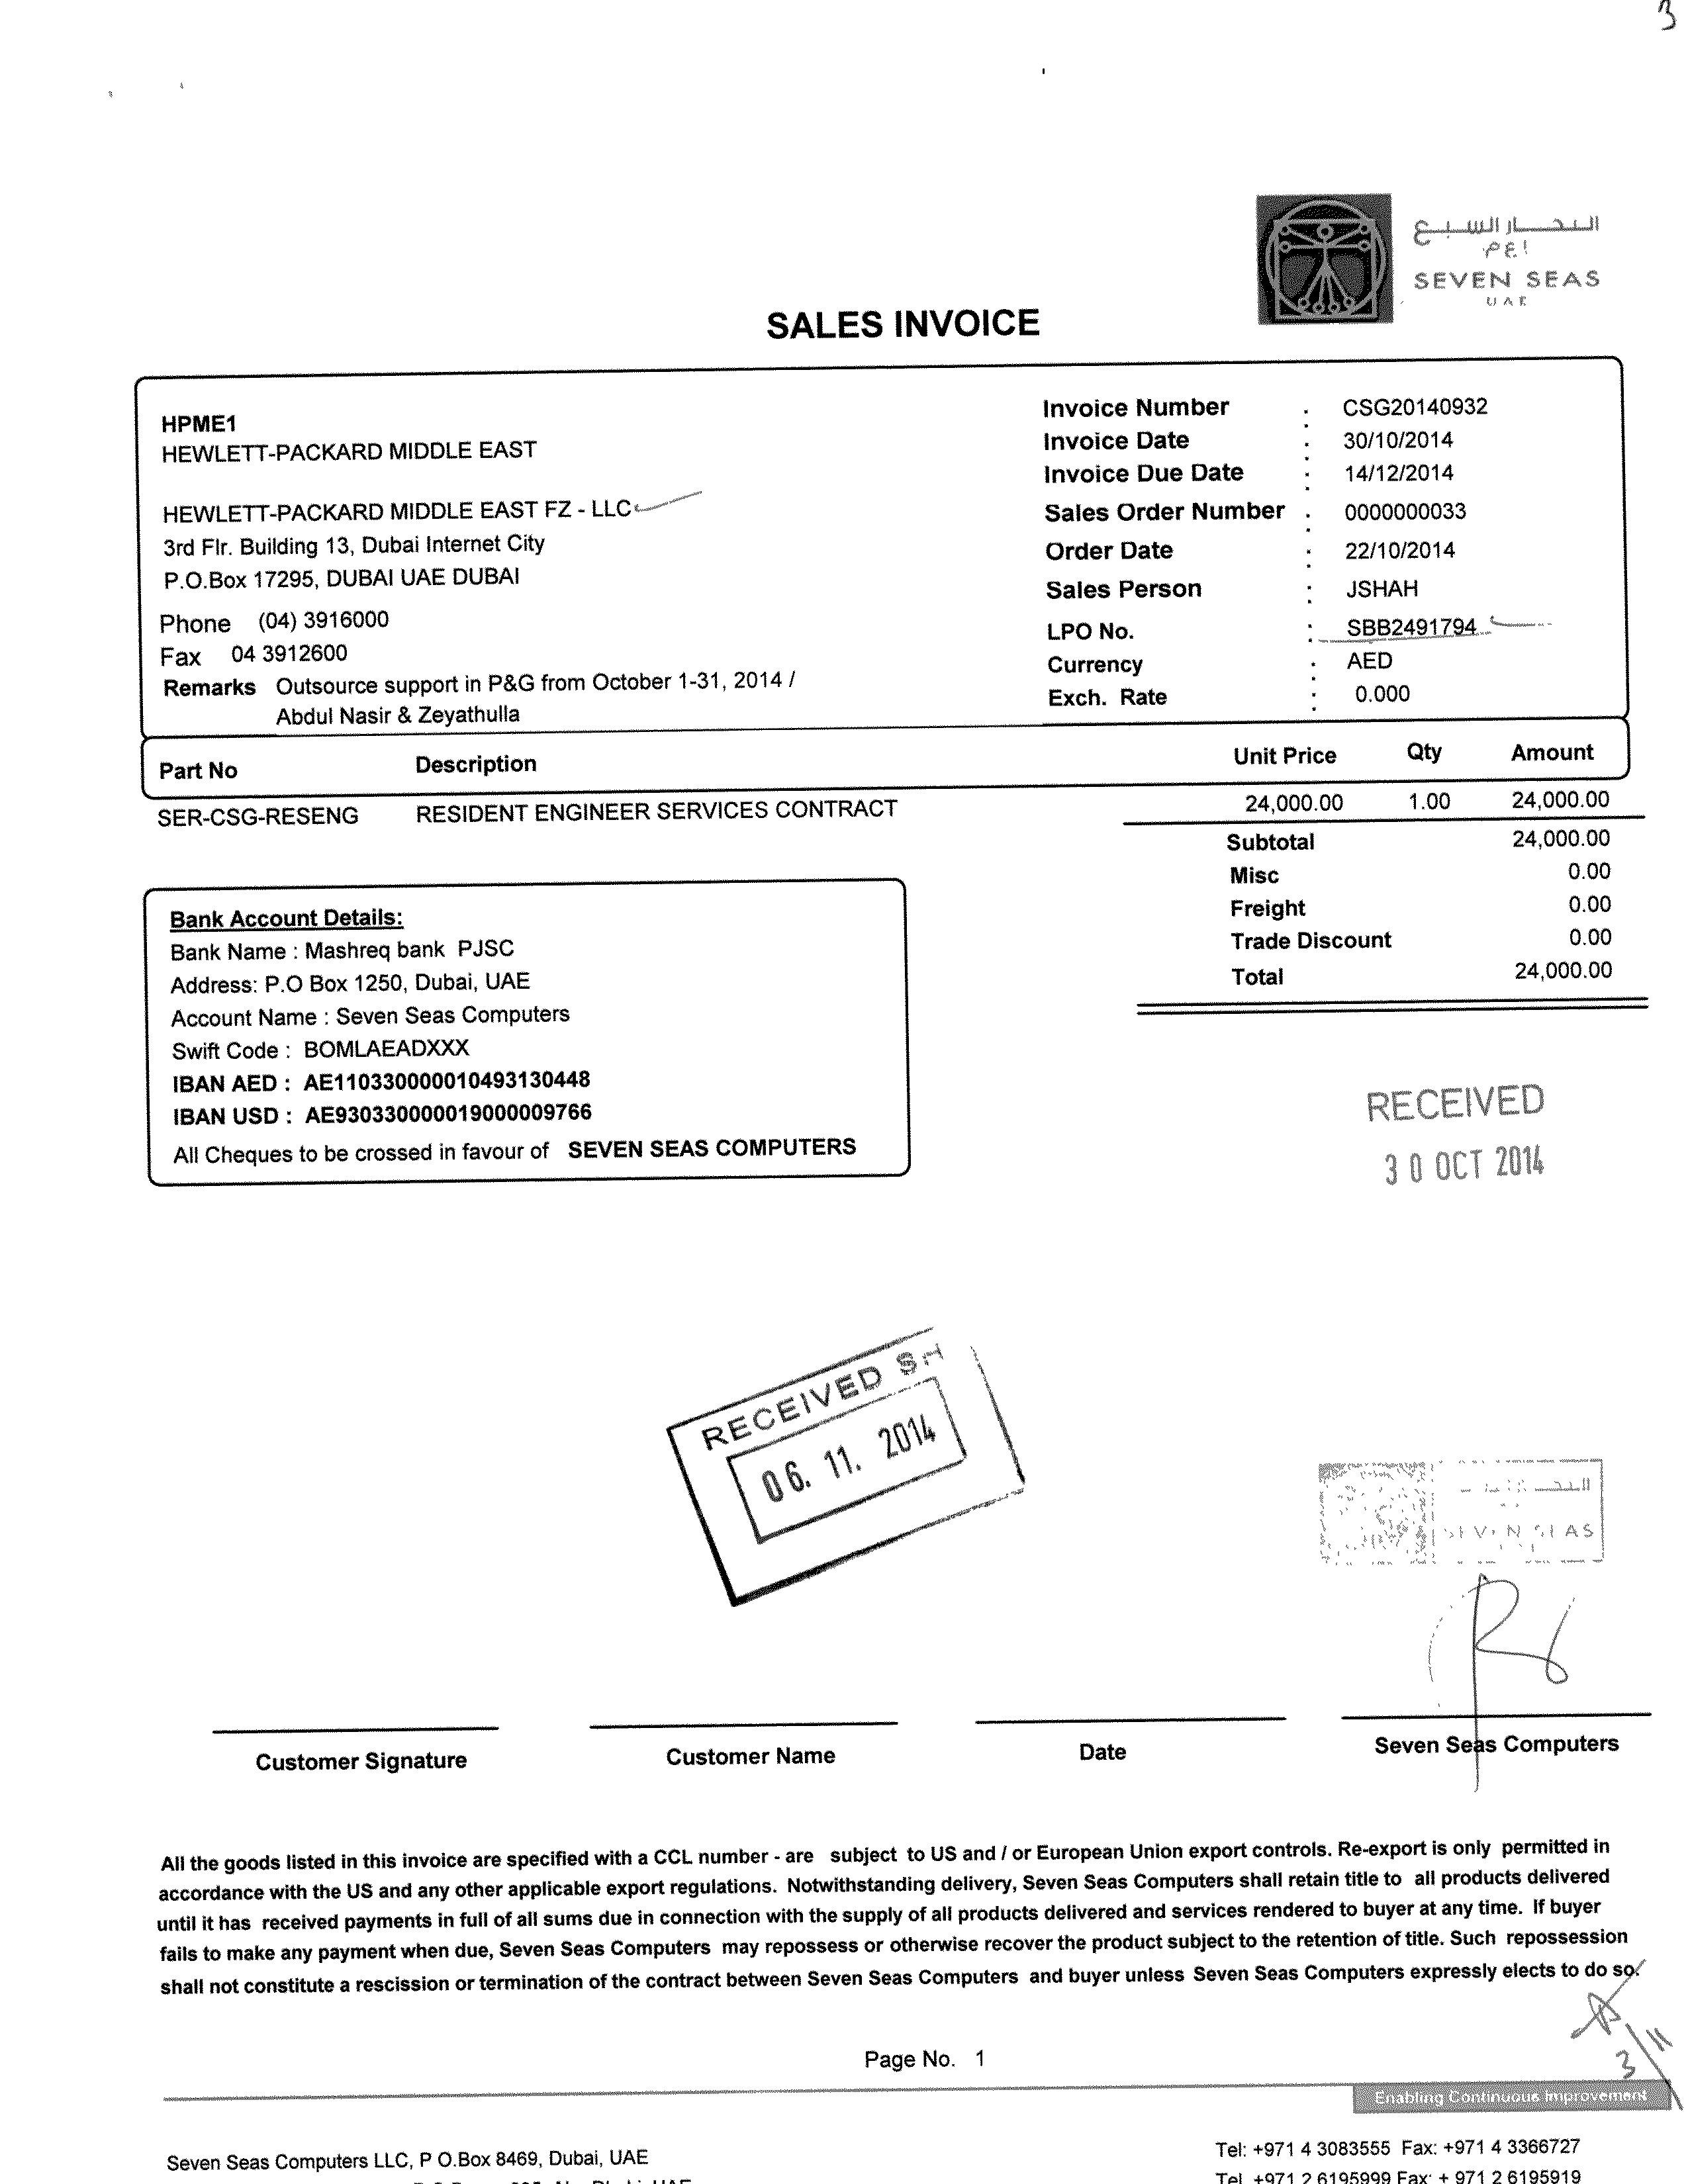 3
البحار السبع
ا ع م
SEVEN SEAS
UAE
SALES INVOICE
HPME1
HEWLETT-PACKARD MIDDLE EAST
HEWLETT-PACKARD MIDDLE EAST FZ - LLC
3rd Flr. Building 13, Dubai Internet City
P.O.Box 17295, DUBAI UAE DUBAI
Phone (04) 3916000
Fax 04 3912600
Remarks Outsource support in P&G from October 1-31, 2014 /
Abdul Nasir & Zeyathulla
Invoice Number : CSG20140932
Invoice Date : 30/10/2014
Invoice Due Date : 14/12/2014
Sales Order Number : 0000000033
Order Date : 22/10/2014
Sales Person : JSHAH
LPO No. : SBB2491794
Currency : AED
Exch. Rate : 0.000
Part No Description Unit Price Qty Amount
SER-CSG-RESENG RESIDENT ENGINEER SERVICES CONTRACT 24,000.00 1.00 24,000.00
Subtotal 24,000.00
Misc 0.00
Freight 0.00
Trade Discount 0.00
Total 24,000.00
Bank Account Details:
Bank Name : Mashreq bank PJSC
Address: P.O Box 1250, Dubai, UAE
Account Name : Seven Seas Computers
Swift Code : BOMLAEADXXX
IBAN AED : AE110330000010493130448
IBAN USD : AE930330000019000009766
All Cheques to be crossed in favour of SEVEN SEAS COMPUTERS
RECEIVED
30 OCT 2014
RECEIVED
06. 11. 2014
SEVEN SEAS
Customer Signature Customer Name Date Seven Seas Computers
All the goods listed in this invoice are specified with a CCL number - are subject to US and / or European Union export controls. Re-export is only permitted in
accordance with the US and any other applicable export regulations. Notwithstanding delivery, Seven Seas Computers shall retain title to all products delivered
until it has received payments in full of all sums due in connection with the supply of all products delivered and services rendered to buyer at any time. If buyer
fails to make any payment when due, Seven Seas Computers may repossess or otherwise recover the product subject to the retention of title. Such repossession
shall not constitute a rescission or termination of the contract between Seven Seas Computers and buyer unless Seven Seas Computers expressly elects to do so.
3/11
Page No. 1
Enabling Continuous Improvement
Seven Seas Computers LLC, P O.Box 8469, Dubai, UAE
Tel: +971 4 3083555 Fax: +971 4 3366727
Tel +971 2 6195999 Fax: + 971 2 6195919